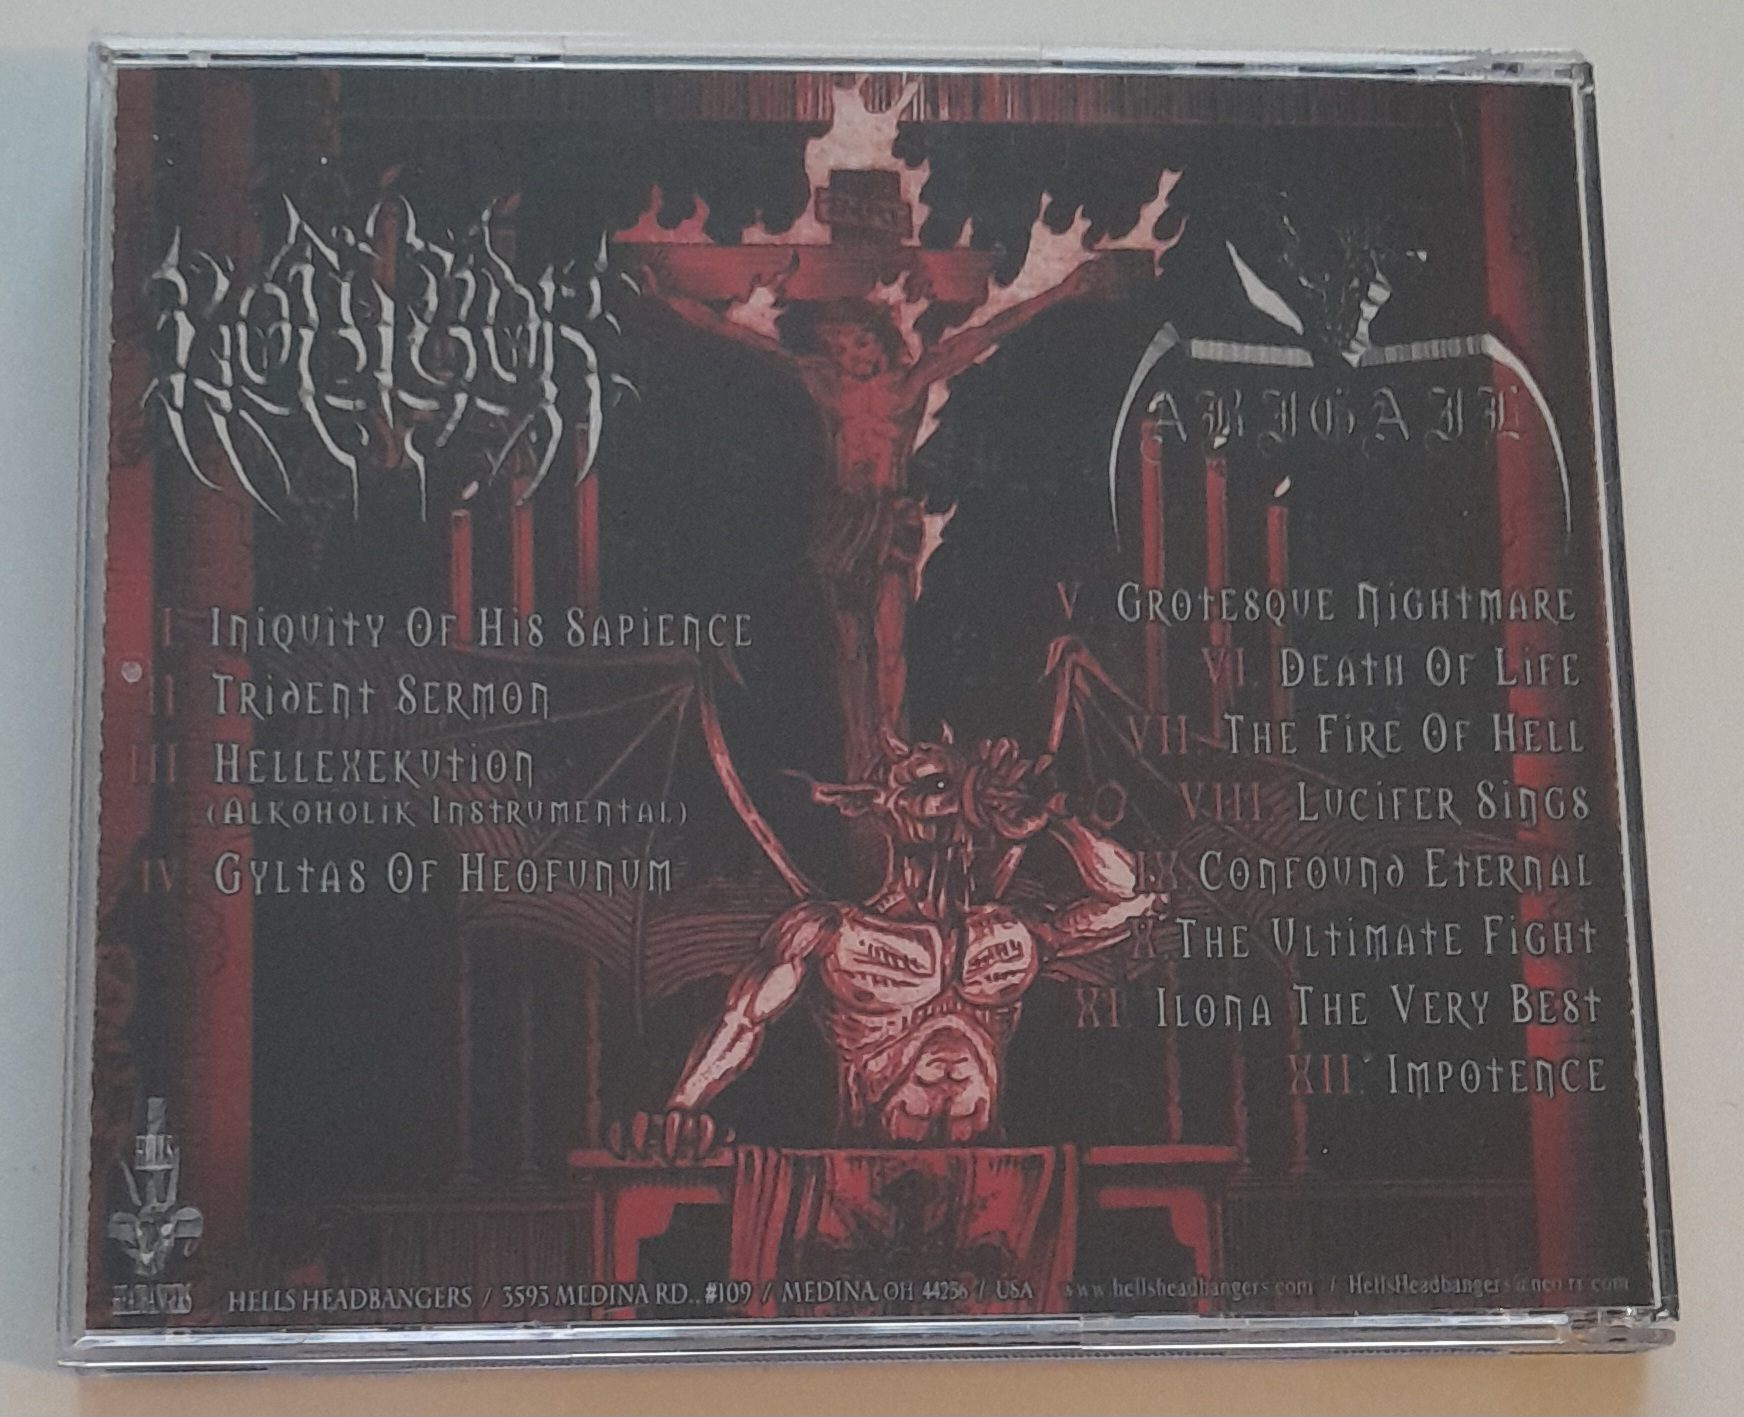 ABIGAIL
I. Iniquity Of His Sapience
II. Trident Sermon
III. Hellexekution
(Alkoholik Instrumental)
IV. Gyltas Of Heofunum
V. Grotesque Nightmare
VI. Death Of Life
VII. The Fire Of Hell
VIII. Lucifer Sings
IX. Confound Eternal
X. The Ultimate Fight
XI. Ilona The Very Best
XII. Impotence
HELLS
HEADBANGERS
HELLS HEADBANGERS / 3593 MEDINA RD., #109 / MEDINA, OH 44256 / USA www.hellsheadbangers.com /